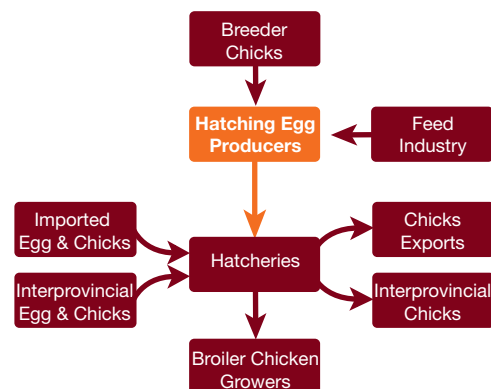 Breeder
Chicks
Hatching Egg
Producers
Feed
Industry
Imported
Egg & Chicks
Chicks
Exports
Hatcheries
Interprovincial
Egg & Chicks
Interprovincial
Chicks
Broiler Chicken
Growers